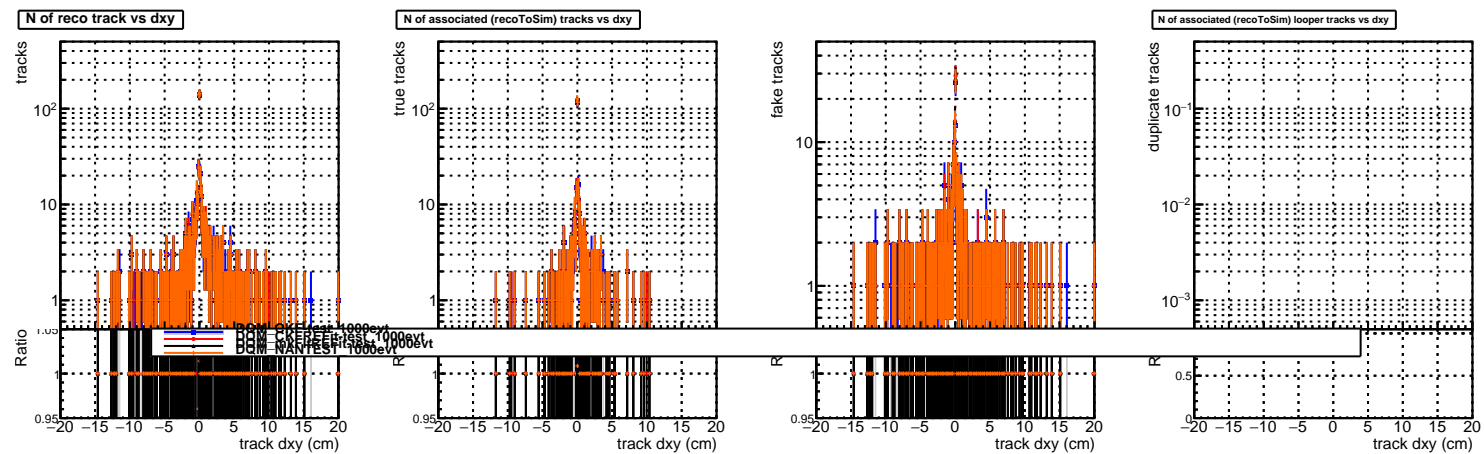 N of reco track vs dxy
tracks
10²
10
1
1.05
Ratio
1
0.95
−20 −15 −10 −5 0 5 10 15 20
track dxy (cm)
N of associated (recoToSim) tracks vs dxy
true tracks
10²
10
1
1
0.95
−20 −15 −10 −5 0 5 10 15 20
track dxy (cm)
fake tracks
10
1
1
0.95
−20 −15 −10 −5 0 5 10 15 20
track dxy (cm)
N of associated (recoToSim) looper tracks vs dxy
duplicate tracks
10⁻¹
10⁻²
10⁻³
0.5
0
−20 −15 −10 −5 0 5 10 15 20
track dxy (cm)
DQM_NANTEST_1000evt